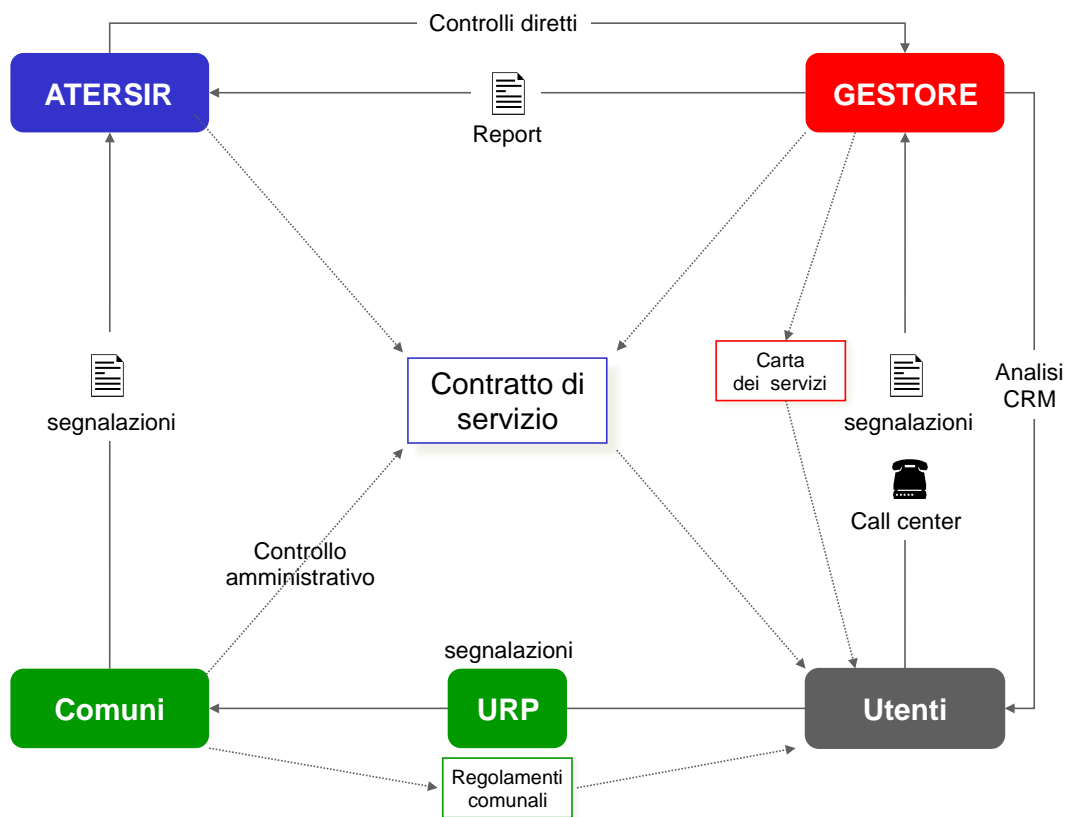 Controlli diretti
ATERSIR
GESTORE
Report
Contratto di
servizio
Carta
dei servizi
Analisi
CRM
segnalazioni
segnalazioni
Call center
Controllo
amministrativo
segnalazioni
Comuni
URP
Utenti
Regolamenti
comunali